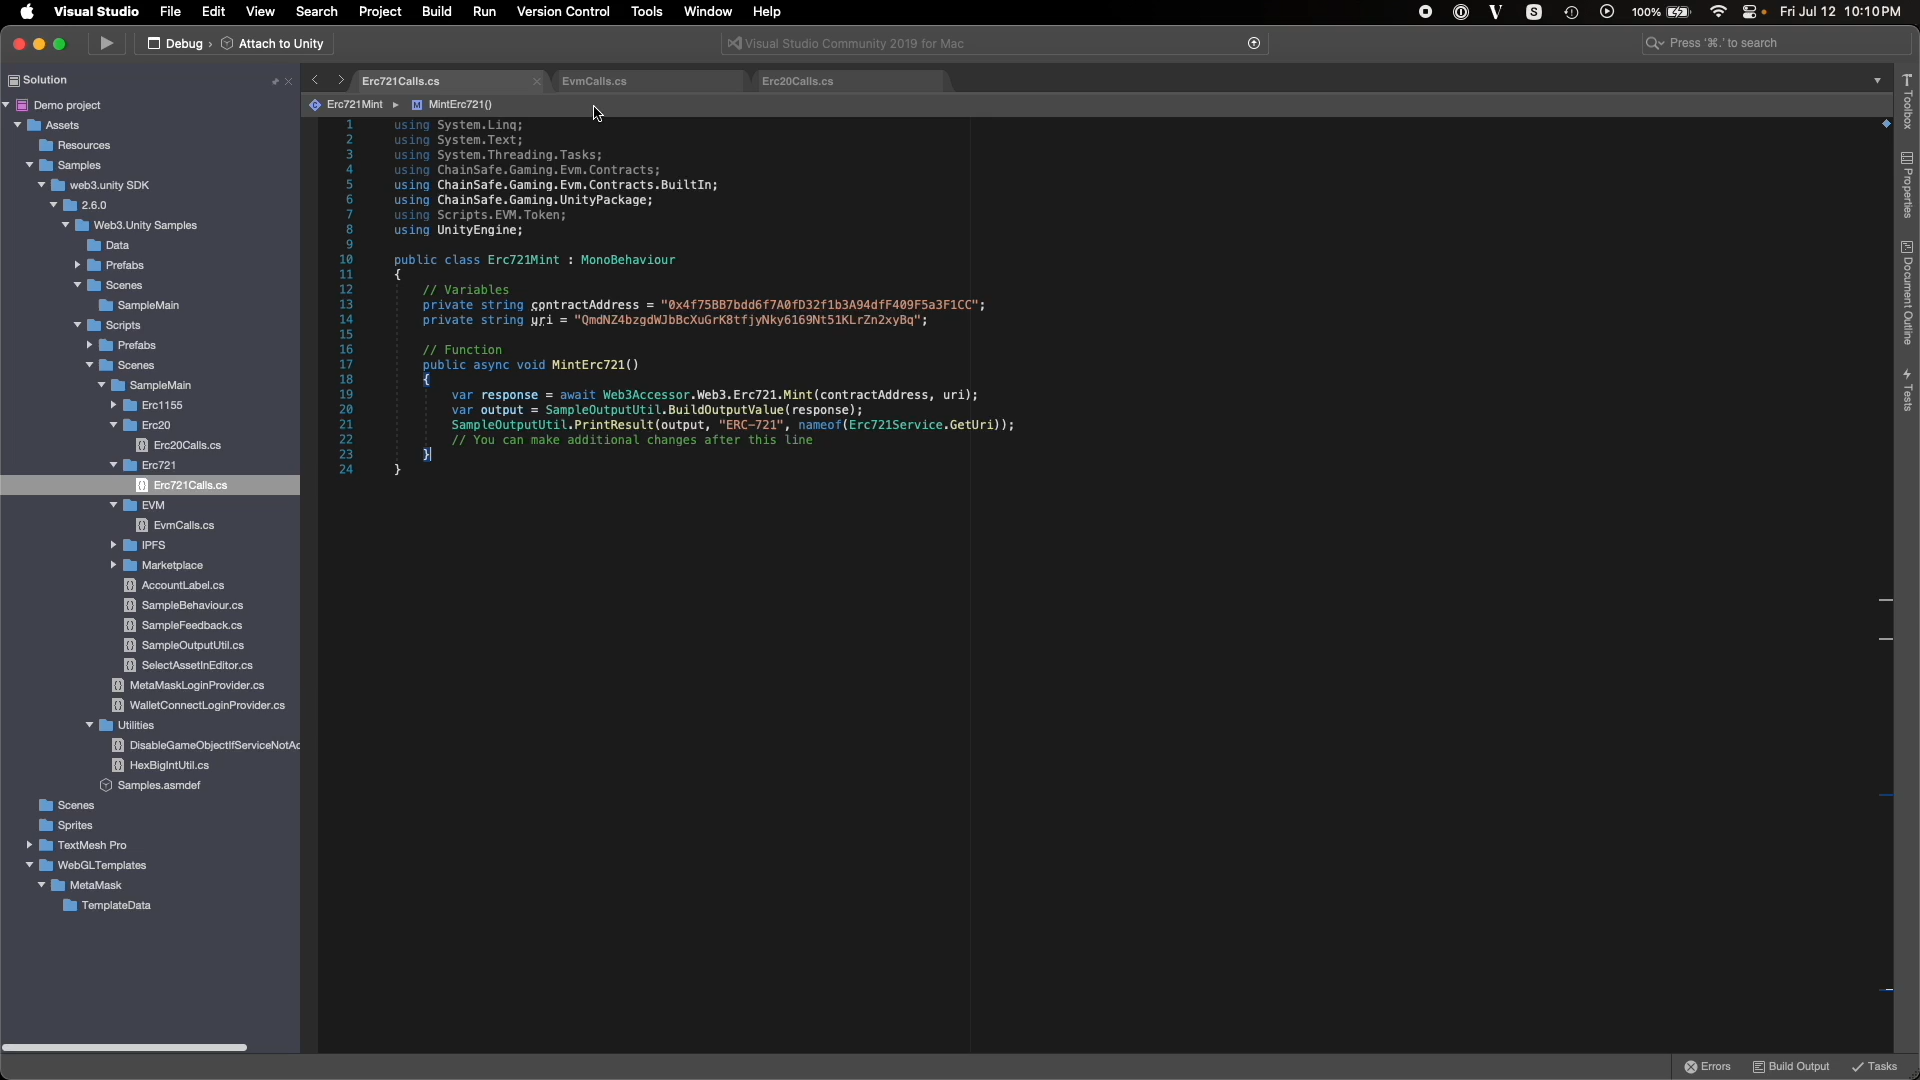 Visual Studio File Edit View Search Project Build Run Version Control Tools Window Help 100% Fri Jul 12 10:10 PM
Debug › Attach to Unity Visual Studio Community 2019 for Mac Press '⌘.' to search
Solution
Demo project
Assets
Resources
Samples
web3.unity SDK
2.6.0
Web3.Unity Samples
Data
Prefabs
Scenes
SampleMain
Scripts
Prefabs
Scenes
SampleMain
Erc1155
Erc20
Erc20Calls.cs
Erc721
Erc721Calls.cs
EVM
EvmCalls.cs
IPFS
Marketplace
AccountLabel.cs
SampleBehaviour.cs
SampleFeedback.cs
SampleOutputUtil.cs
SelectAssetInEditor.cs
MetaMaskLoginProvider.cs
WalletConnectLoginProvider.cs
Utilities
DisableGameObjectIfServiceNotAc
HexBigIntUtil.cs
Samples.asmdef
Scenes
Sprites
TextMesh Pro
WebGLTemplates
MetaMask
TemplateData
Erc721Calls.cs EvmCalls.cs Erc20Calls.cs
Erc721Mint M MintErc721()
1 using System.Linq;
2 using System.Text;
3 using System.Threading.Tasks;
4 using ChainSafe.Gaming.Evm.Contracts;
5 using ChainSafe.Gaming.Evm.Contracts.BuiltIn;
6 using ChainSafe.Gaming.UnityPackage;
7 using Scripts.EVM.Token;
8 using UnityEngine;
9
10 public class Erc721Mint : MonoBehaviour
11 {
12 // Variables
13 private string contractAddress = "0x4f75BB7bdd6f7A0fD32f1b3A94dfF409F5a3F1CC";
14 private string uri = "QmdNZ4bzgdWJbBcXuGrK8tfjyNky6169Nt51KLrZn2xyBq";
15
16 // Function
17 public async void MintErc721()
18 {
19 var response = await Web3Accessor.Web3.Erc721.Mint(contractAddress, uri);
20 var output = SampleOutputUtil.BuildOutputValue(response);
21 SampleOutputUtil.PrintResult(output, "ERC-721", nameof(Erc721Service.GetUri));
22 // You can make additional changes after this line
23 }
24 }
Toolbox
Properties
Document Outline
Tests
Errors Build Output Tasks